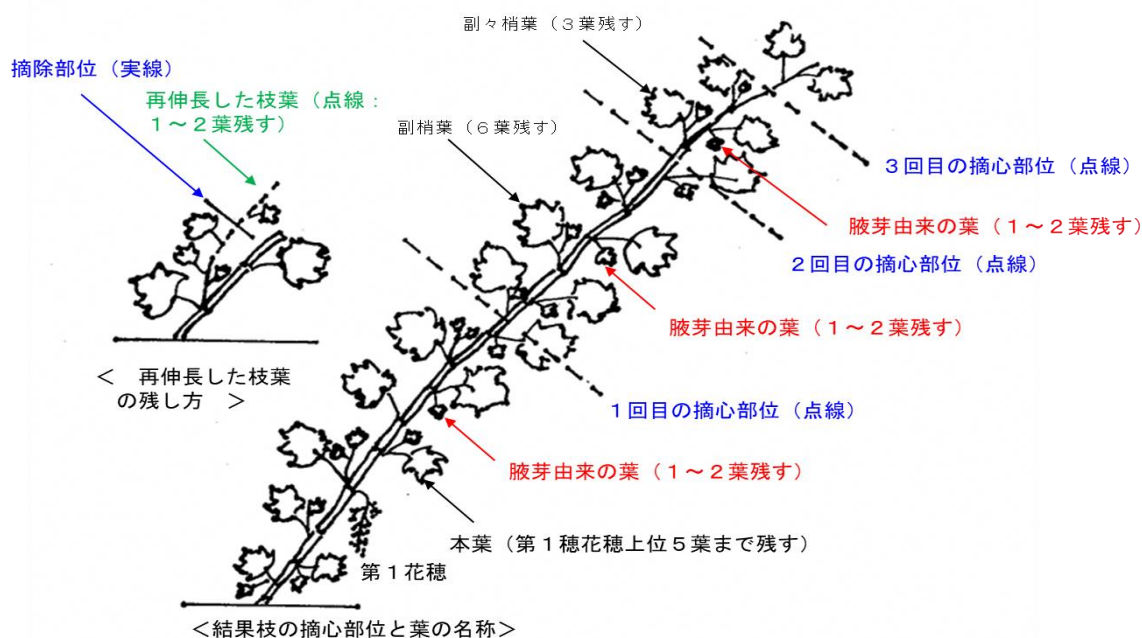 副々梢葉（３葉残す）
摘除部位（実線）
再伸長した枝葉（点線：
１～２葉残す）
副梢葉（６葉残す）
３回目の摘心部位（点線）
腋芽由来の葉（１～２葉残す）
２回目の摘心部位（点線）
腋芽由来の葉（１～２葉残す）
＜　再伸長した枝葉
の残し方　＞
１回目の摘心部位（点線）
腋芽由来の葉（１～２葉残す）
本葉（第１穂花穂上位５葉まで残す）
第１花穂
＜結果枝の摘心部位と葉の名称＞